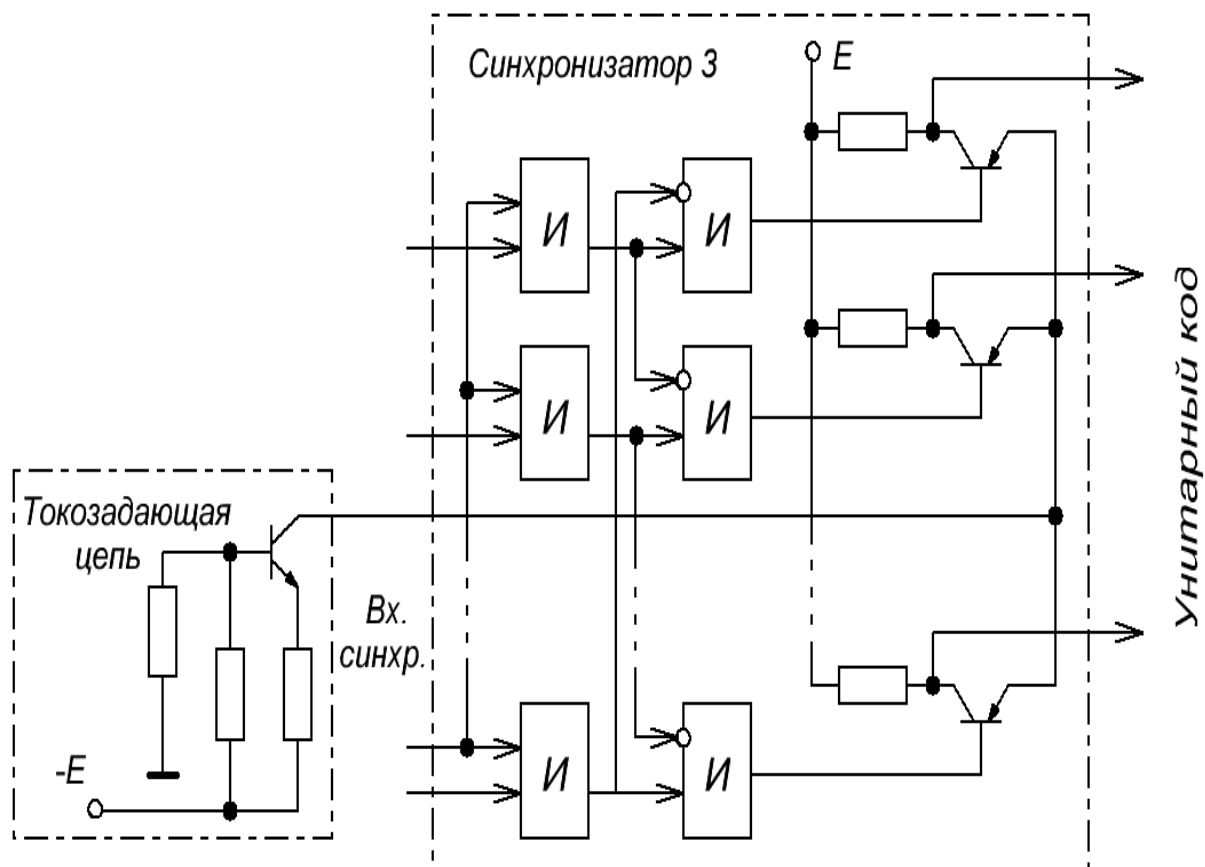 Синхронизатор 3
E
И
И
И
И
Токозадающая
цепь
Вх.
синхр.
-E
И
И
Унитарный код